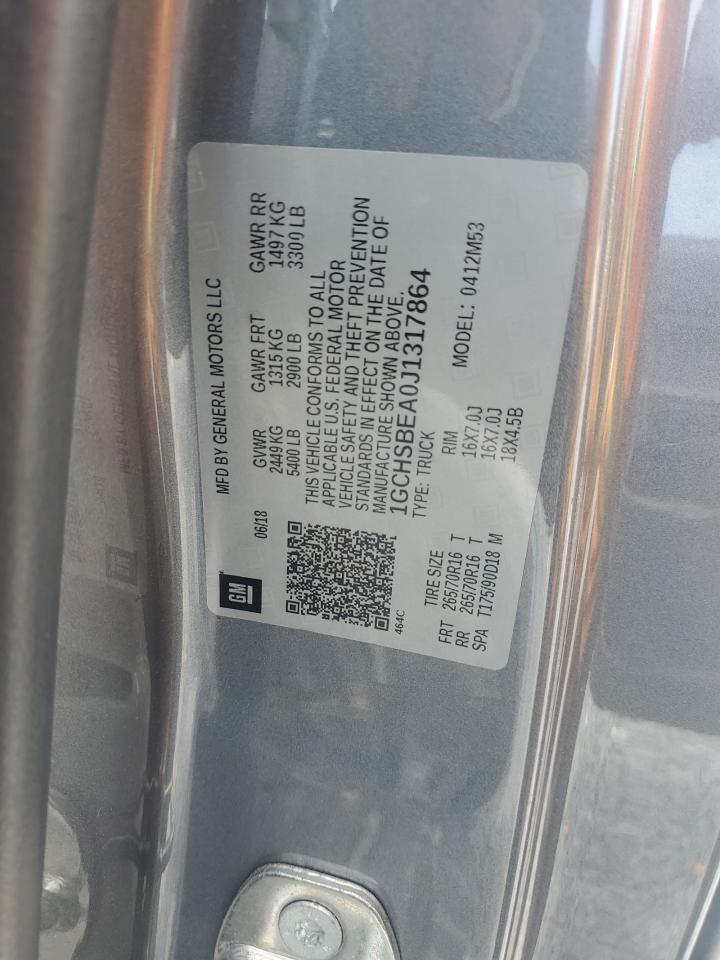 MFD BY GENERAL MOTORS LLC
GM
06/18
GVWR GAWR FRT GAWR RR
2449 KG 1315 KG 1497 KG
5400 LB 2900 LB 3300 LB
THIS VEHICLE CONFORMS TO ALL
APPLICABLE U.S. FEDERAL MOTOR
VEHICLE SAFETY AND THEFT PREVENTION
STANDARDS IN EFFECT ON THE DATE OF
MANUFACTURE SHOWN ABOVE.
1GCHSBEA0J1317864
464C
TYPE: TRUCK MODEL: 0412M53
TIRE SIZE RIM
FRT 265/70R16 T 16X7.0J
RR 265/70R16 T 16X7.0J
SPA T175/90D18 M 18X4.5B